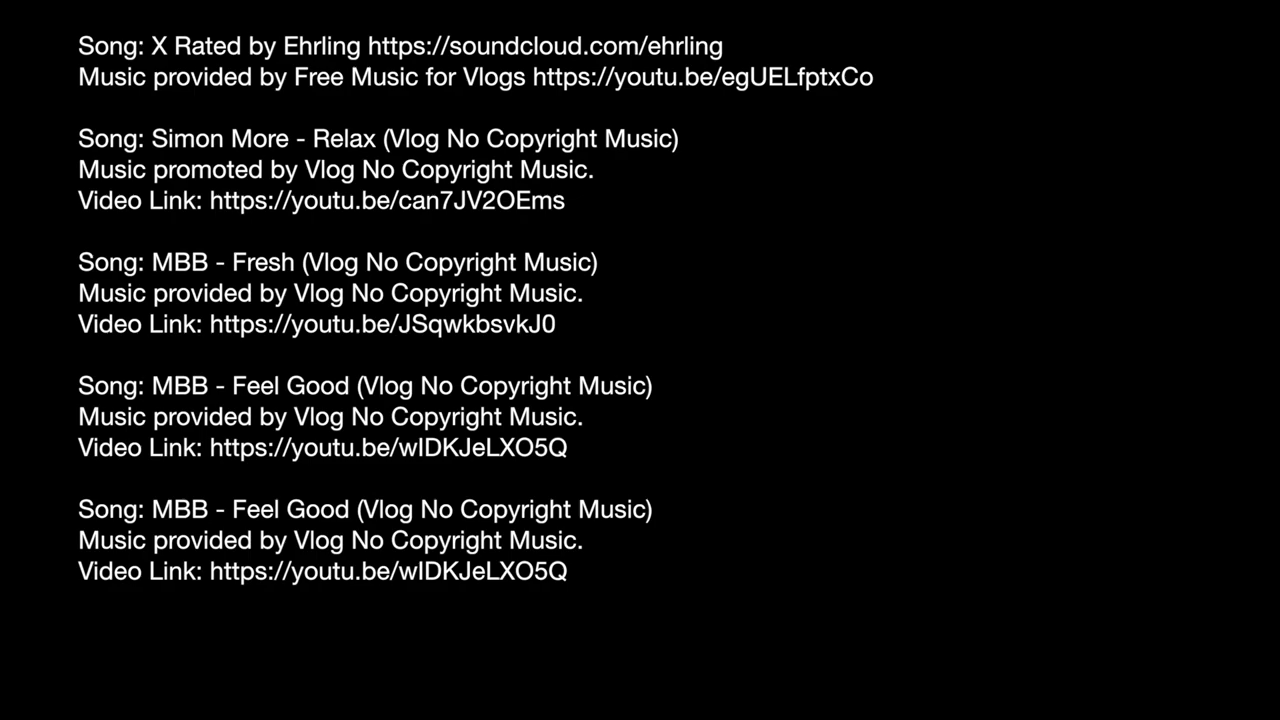 Song: X Rated by Ehrling https://soundcloud.com/ehrling
Music provided by Free Music for Vlogs https://youtu.be/egUELfptxCo
Song: Simon More - Relax (Vlog No Copyright Music)
Music promoted by Vlog No Copyright Music.
Video Link: https://youtu.be/can7JV2OEms
Song: MBB - Fresh (Vlog No Copyright Music)
Music provided by Vlog No Copyright Music.
Video Link: https://youtu.be/JSqwkbsvkJ0
Song: MBB - Feel Good (Vlog No Copyright Music)
Music provided by Vlog No Copyright Music.
Video Link: https://youtu.be/wIDKJeLXO5Q
Song: MBB - Feel Good (Vlog No Copyright Music)
Music provided by Vlog No Copyright Music.
Video Link: https://youtu.be/wIDKJeLXO5Q